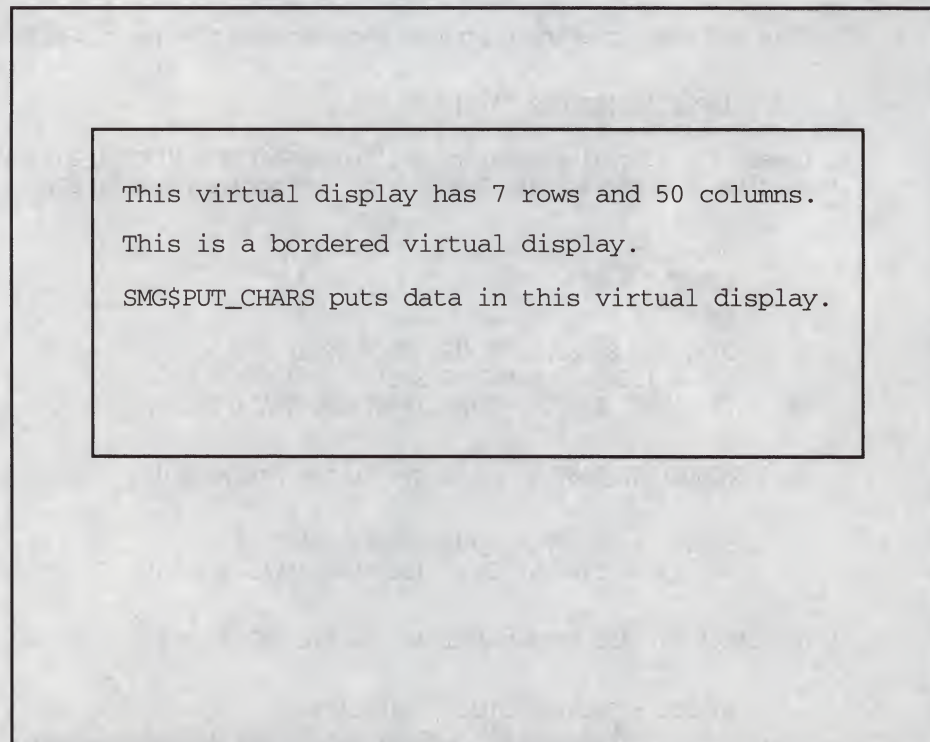 This virtual display has 7 rows and 50 columns.
This is a bordered virtual display.
SMG$PUT_CHARS puts data in this virtual display.